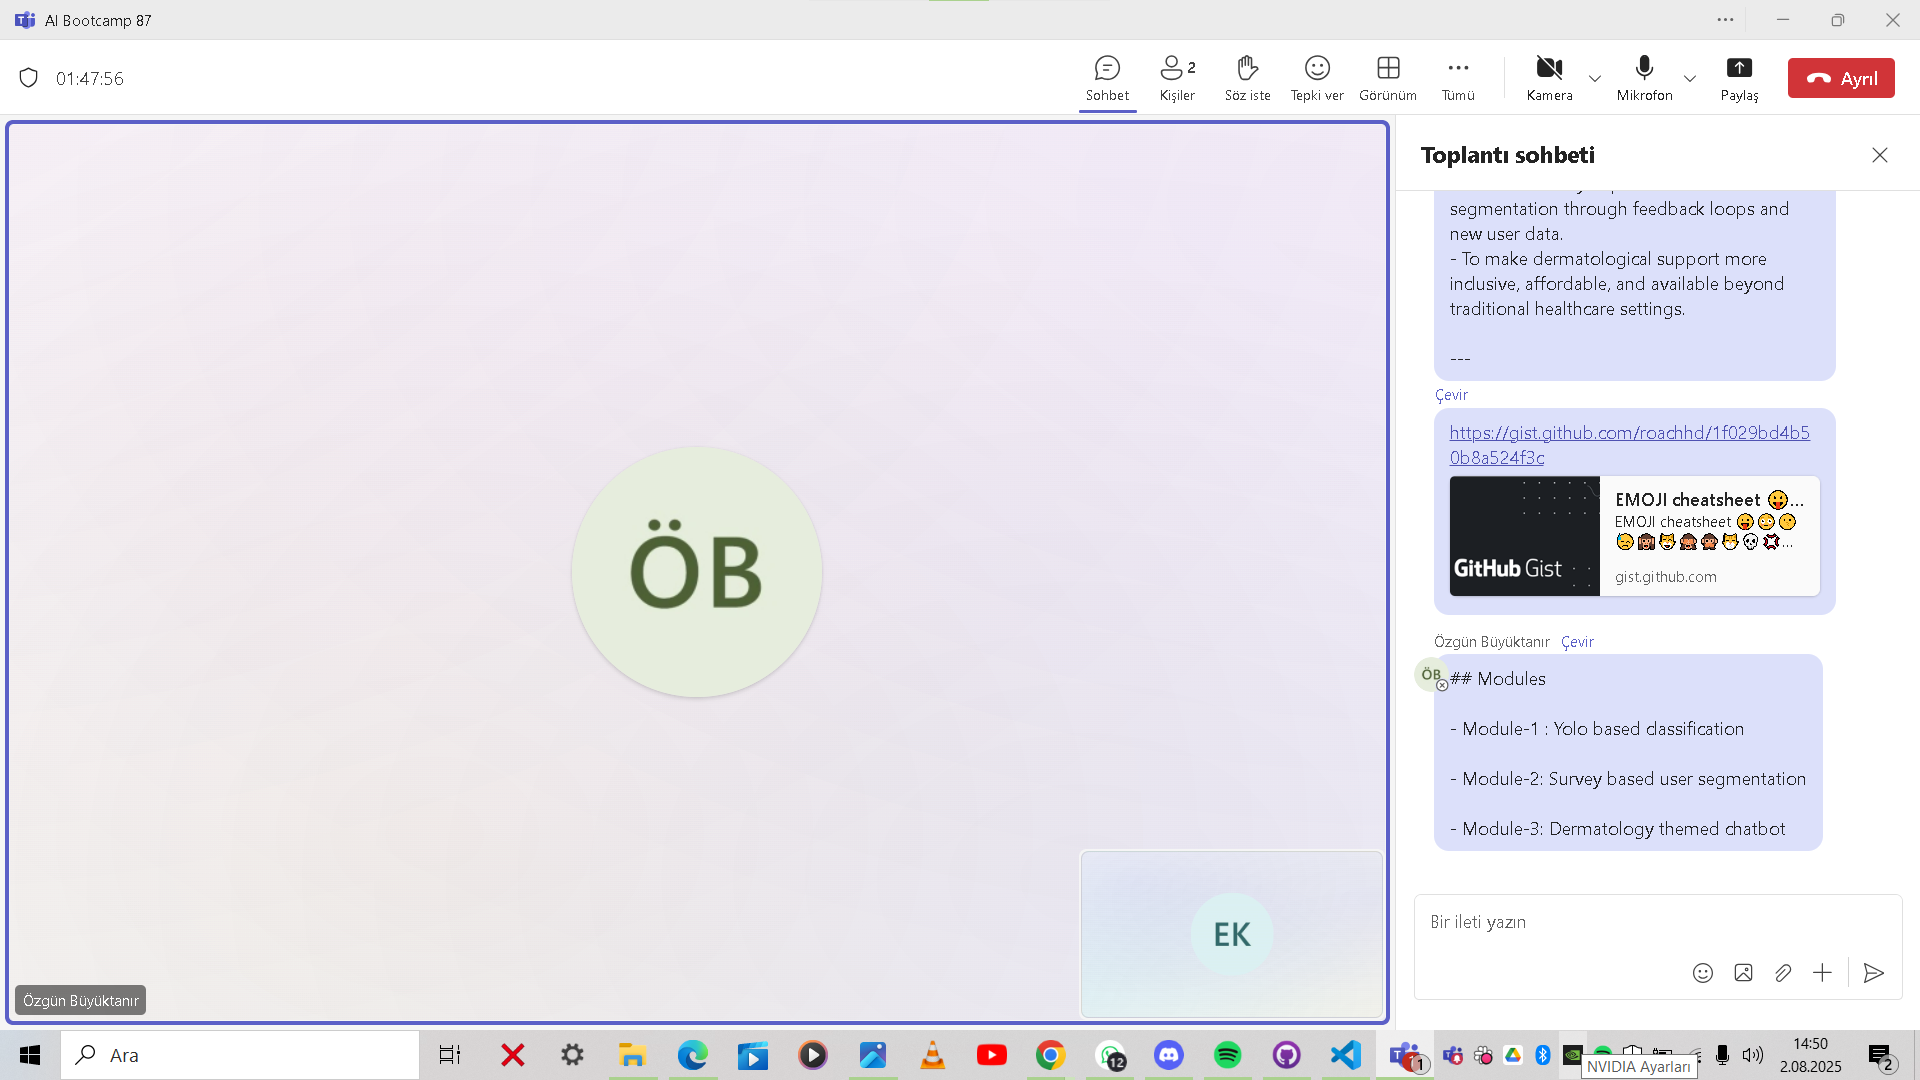 AI Bootcamp 87
01:47:56
Sohbet
2
Kişiler
Söz iste
Tepki ver
Görünüm
Tümü
Kamera
Mikrofon
Paylaş
Ayrıl
ÖB
EK
Özgün Büyüktanır
Toplantı sohbeti
segmentation through feedback loops and
new user data.
- To make dermatological support more
inclusive, affordable, and available beyond
traditional healthcare settings.
---
Çevir
https://gist.github.com/roachhd/1f029bd4b5
0b8a524f3c
GitHub Gist
EMOJI cheatsheet 😛...
EMOJI cheatsheet 😛😳😗
😓🙉😸🙈🙊😽💀💢...
gist.github.com
Özgün Büyüktanır Çevir
ÖB
## Modules
- Module-1 : Yolo based classification
- Module-2: Survey based user segmentation
- Module-3: Dermatology themed chatbot
Bir ileti yazın
Ara
12
1
14:50
2.08.2025
2
NVIDIA Ayarları